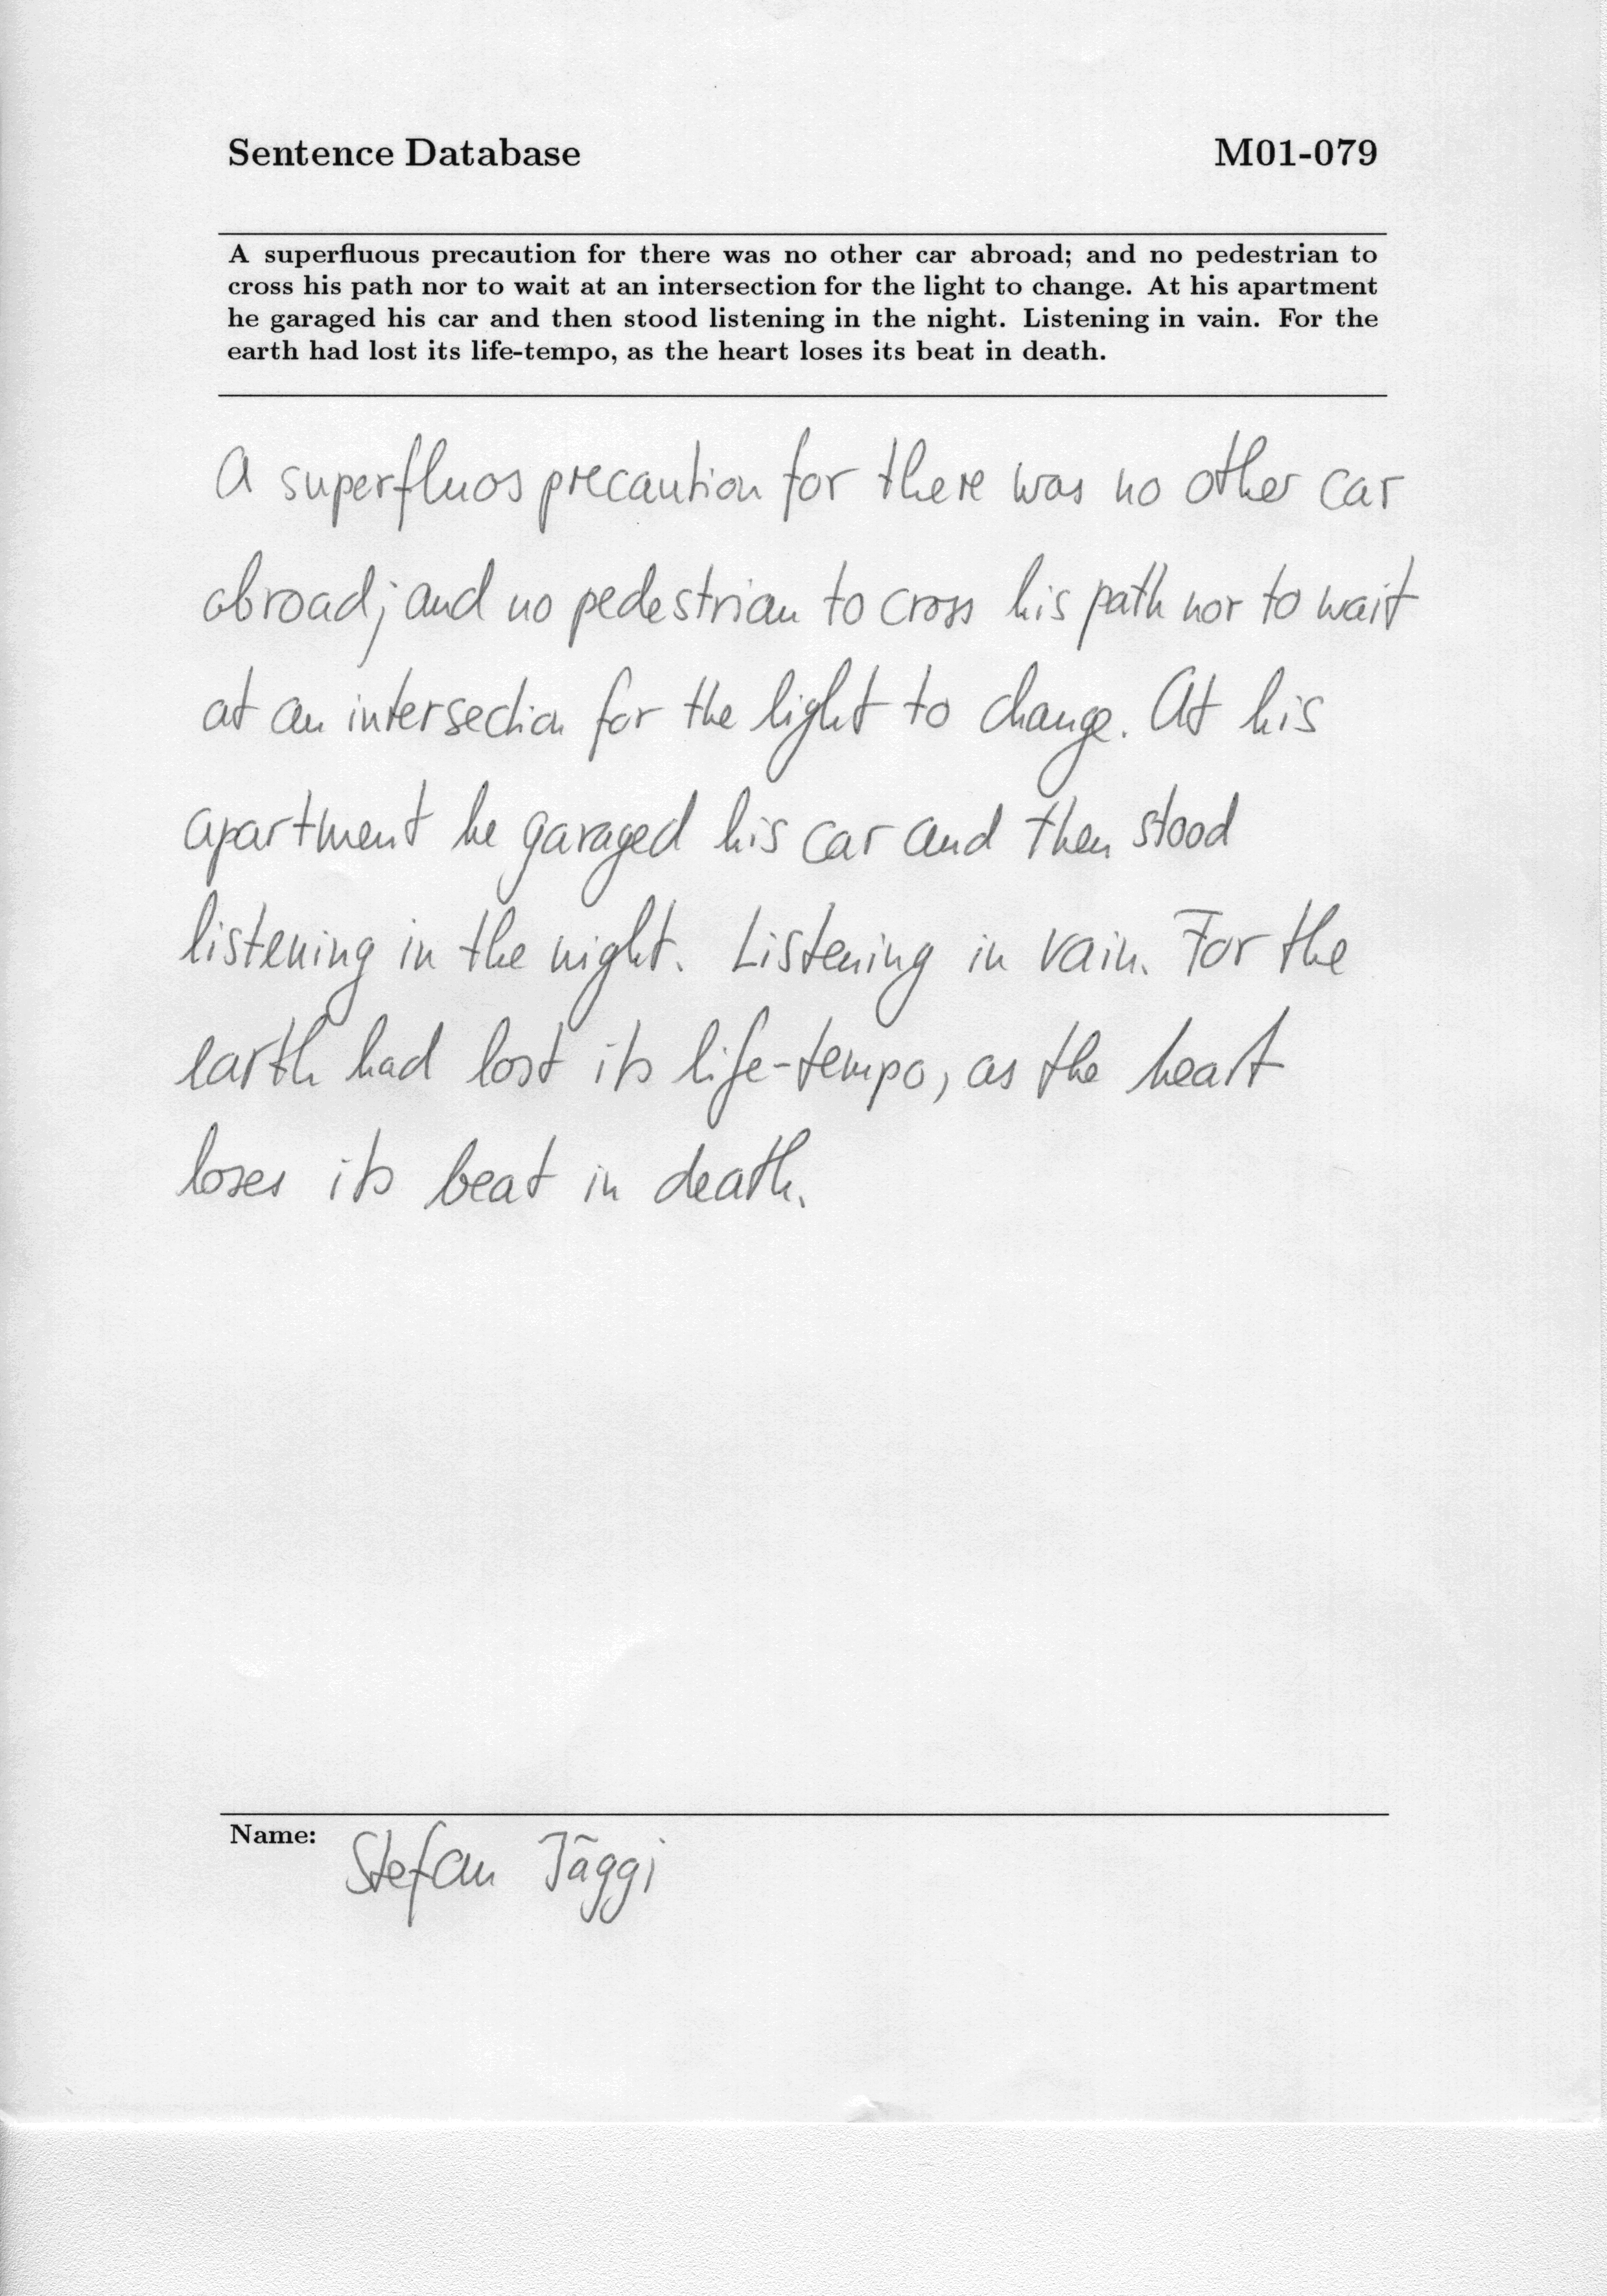 Sentence Database M01-079
A superfluous precaution for there was no other car abroad; and no pedestrian to
cross his path nor to wait at an intersection for the light to change. At his apartment
he garaged his car and then stood listening in the night. Listening in vain. For the
earth had lost its life-tempo, as the heart loses its beat in death.
A superfluos precaution for there was no other car
abroad; and no pedestrian to cross his path nor to wait
at an intersection for the light to change. At his
apartment he garaged his car and then stood
listening in the night. Listening in vain. For the
earth had lost its life-tempo, as the heart
loses its beat in death.
Name: Stefan Jäggi